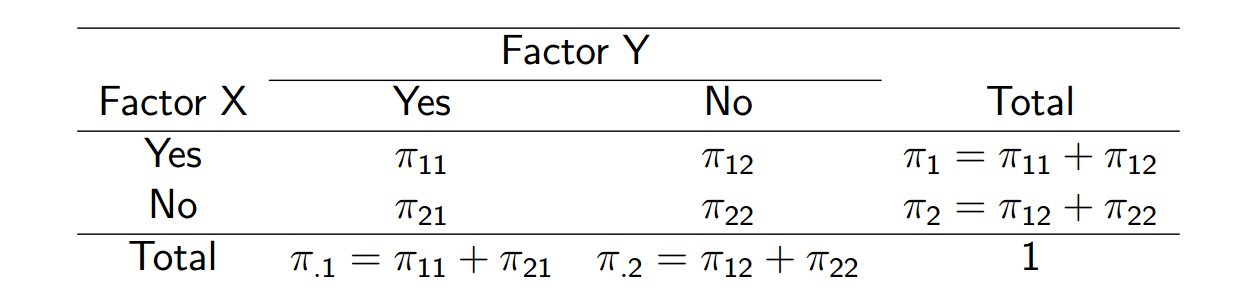 Factor Y
Factor X Yes No Total
Yes π₁₁ π₁₂ π₁ = π₁₁ + π₁₂
No π₂₁ π₂₂ π₂ = π₁₂ + π₂₂
Total π.₁ = π₁₁ + π₂₁ π.₂ = π₁₂ + π₂₂ 1